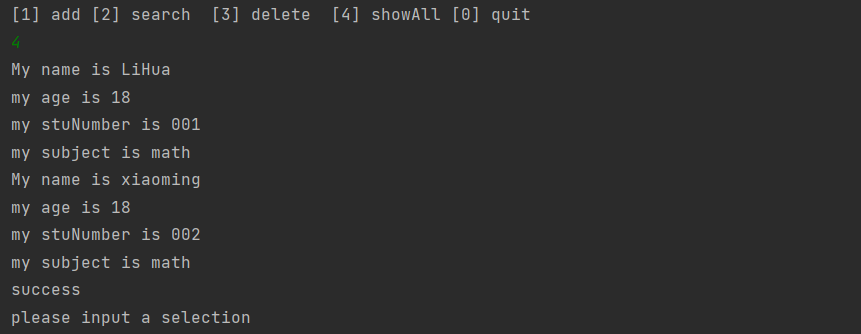 [1] add [2] search  [3] delete  [4] showAll [0] quit
4
My name is LiHua
my age is 18
my stuNumber is 001
my subject is math
My name is xiaoming
my age is 18
my stuNumber is 002
my subject is math
success
please input a selection